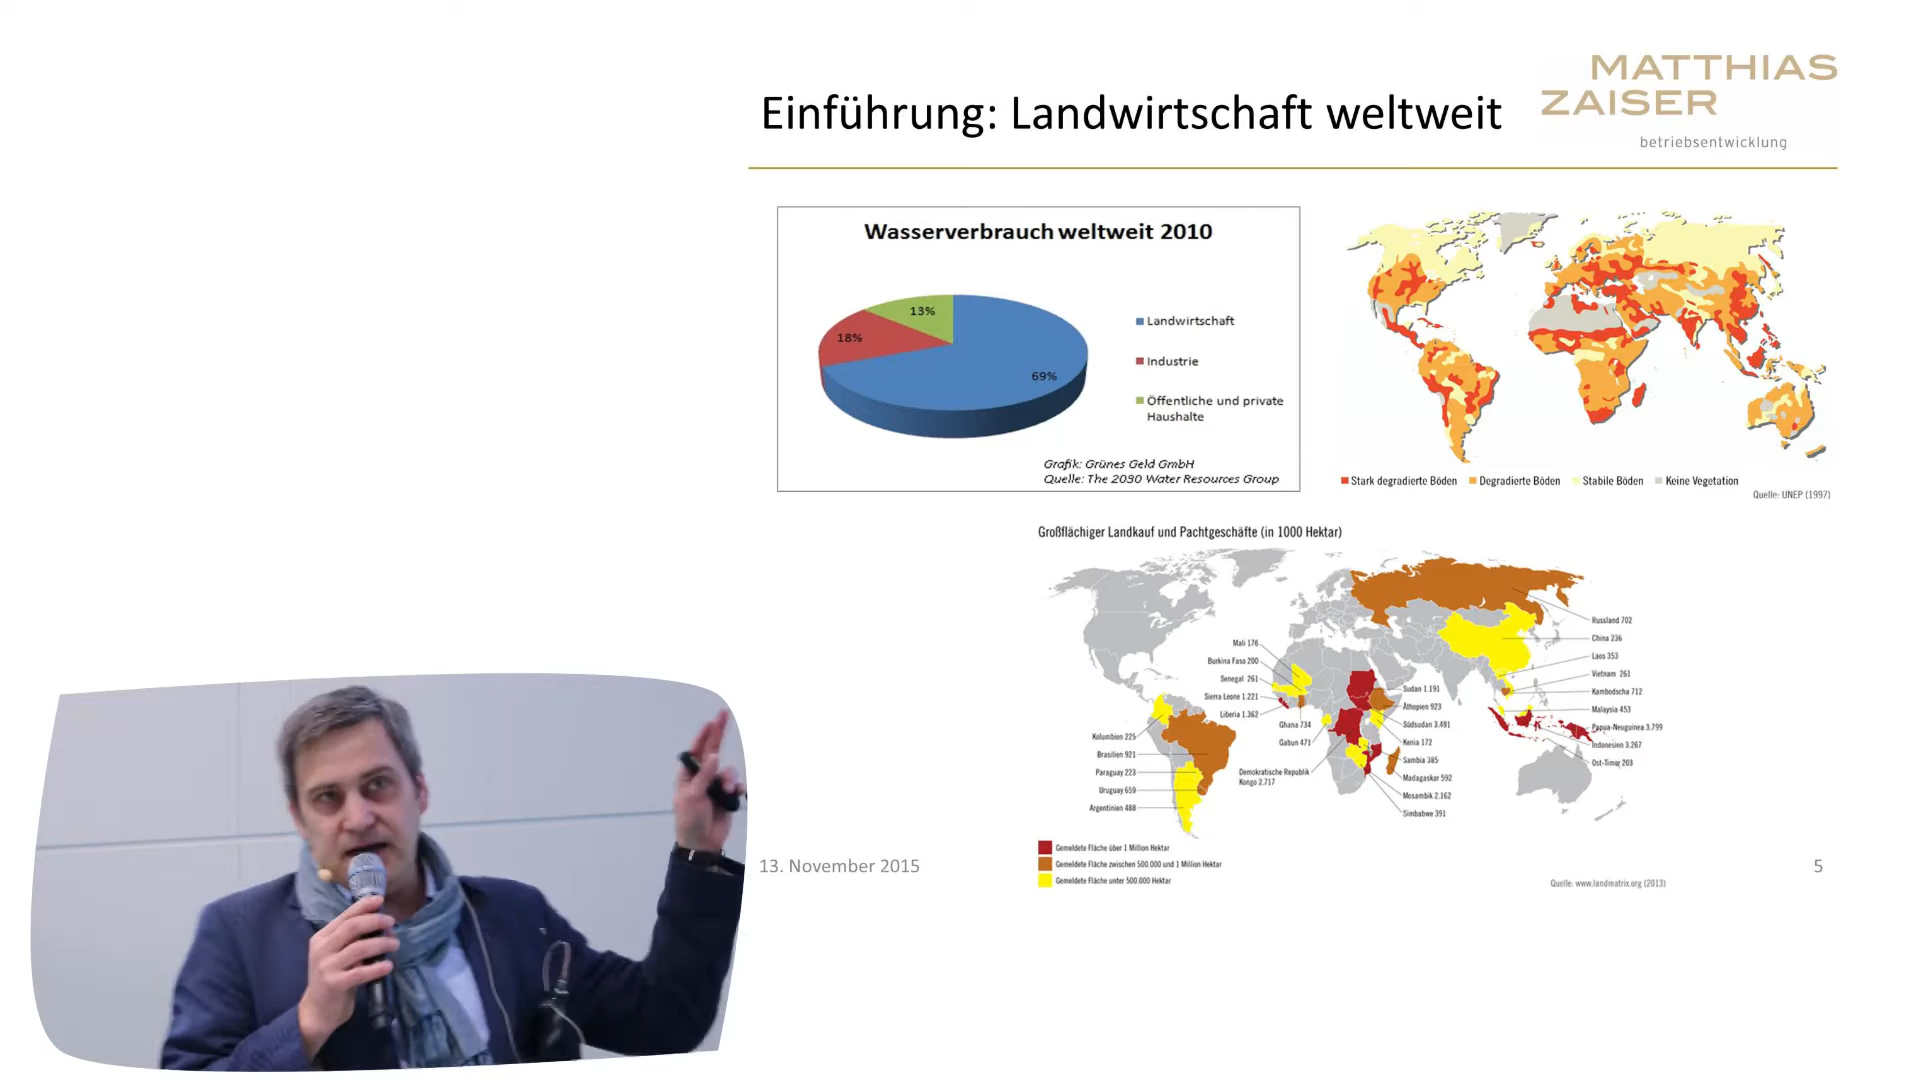 MATTHIAS
ZAISER
betriebsentwicklung
Einführung: Landwirtschaft weltweit
Wasserverbrauch weltweit 2010
13%
18%
69%
Landwirtschaft
Industrie
Öffentliche und private
Haushalte
Grafik: Grünes Geld GmbH
Quelle: The 2030 Water Resources Group
Stark degradierte Böden
Degradierte Böden
Stabile Böden
Keine Vegetation
Quelle: UNEP (1997)
Großflächiger Landkauf und Pachtgeschäfte (in 1000 Hektar)
Mali 176
Burkina Faso 200
Senegal 261
Sierra Leone 1.221
Liberia 1.362
Ghana 734
Gabun 471
Demokratische Republik
Kongo 2.717
Kolumbien 225
Brasilien 921
Paraguay 223
Uruguay 659
Argentinien 488
Sudan 1.191
Äthopien 923
Südsudan 3.491
Kenia 172
Sambia 385
Madagaskar 592
Mosambik 2.162
Simbabwe 391
Russland 702
China 236
Laos 353
Vietnam 261
Kambodscha 712
Malaysia 453
Papua-Neuguinea 3.799
Indonesien 3.267
Ost-Timor 203
Gemeldete Fläche über 1 Million Hektar
Gemeldete Fläche zwischen 500.000 und 1 Million Hektar
Gemeldete Fläche unter 500.000 Hektar
Quelle: www.landmatrix.org (2013)
13. November 2015
5